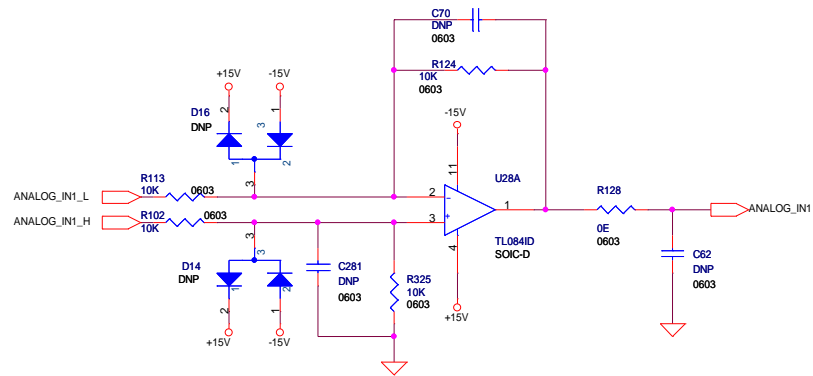 C70
DNP
0603
R124
10K
0603
+15V
-15V
2
1
D16
DNP
3
1
2
3
-15V
11
U28A
R113
10K
0603
ANALOG_IN1_L
2
-
R128
ANALOG_IN1_H
R102
10K
0603
3
+
1
ANALOG_IN1
0E
0603
TL084ID
SOIC-D
4
3
D14
DNP
1
2
C281
DNP
0603
R325
10K
0603
C62
DNP
0603
2
1
+15V
-15V
+15V